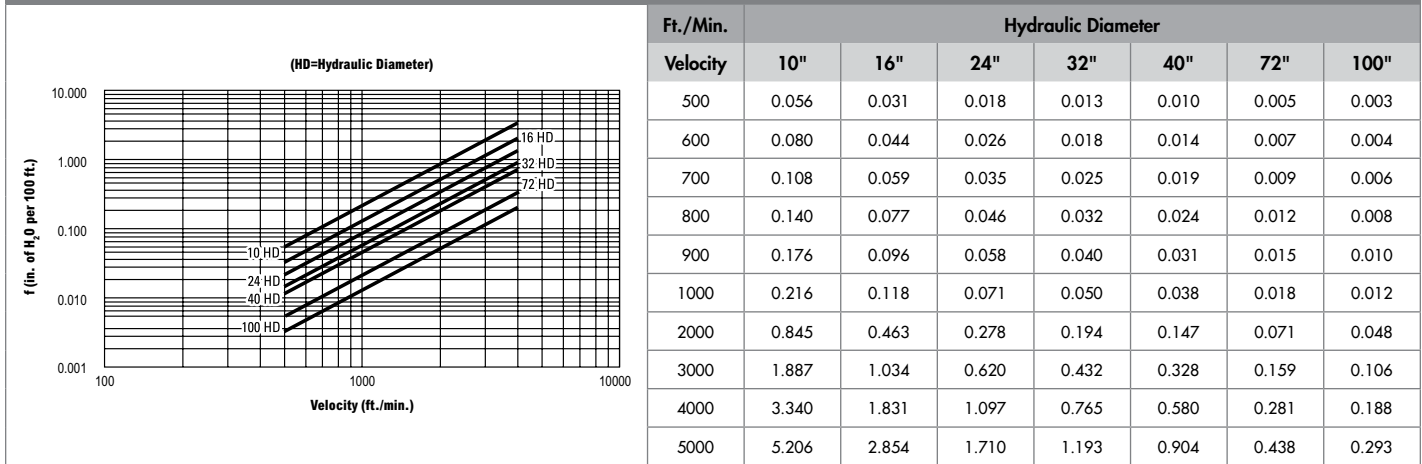 (HD=Hydraulic Diameter)
f (in. of H2O per 100 ft.)
10.000
1.000
0.100
0.010
0.001
16 HD
32 HD
72 HD
10 HD
24 HD
40 HD
100 HD
100 1000 10000
Velocity (ft./min.)
Ft./Min. Hydraulic Diameter
Velocity 10" 16" 24" 32" 40" 72" 100"
500 0.056 0.031 0.018 0.013 0.010 0.005 0.003
600 0.080 0.044 0.026 0.018 0.014 0.007 0.004
700 0.108 0.059 0.035 0.025 0.019 0.009 0.006
800 0.140 0.077 0.046 0.032 0.024 0.012 0.008
900 0.176 0.096 0.058 0.040 0.031 0.015 0.010
1000 0.216 0.118 0.071 0.050 0.038 0.018 0.012
2000 0.845 0.463 0.278 0.194 0.147 0.071 0.048
3000 1.887 1.034 0.620 0.432 0.328 0.159 0.106
4000 3.340 1.831 1.097 0.765 0.580 0.281 0.188
5000 5.206 2.854 1.710 1.193 0.904 0.438 0.293